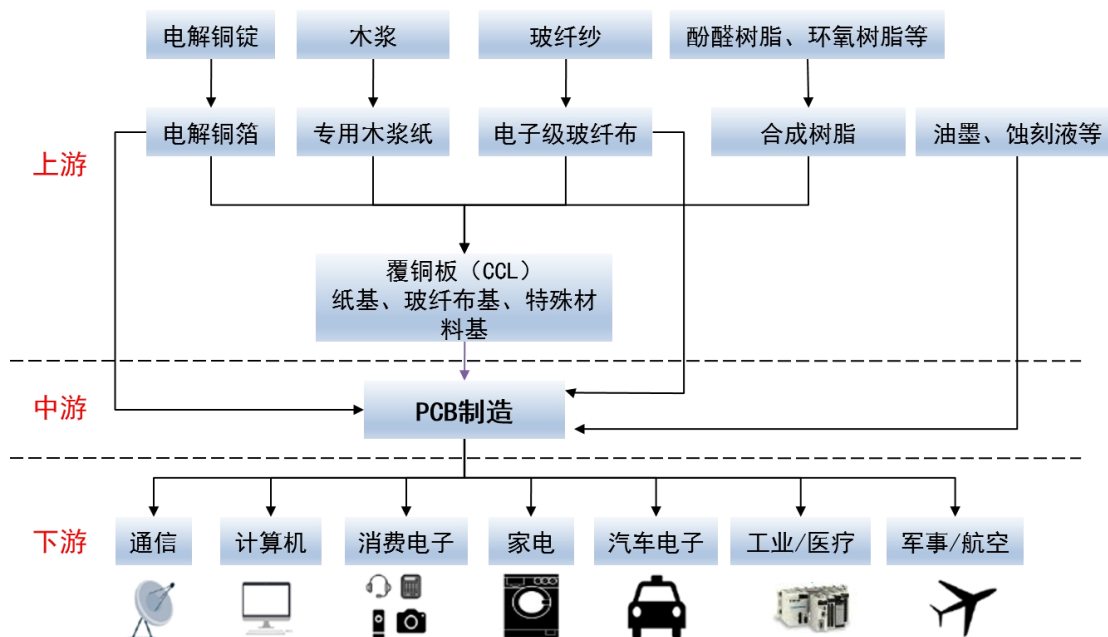 电解铜锭
木浆
玻纤纱
酚醛树脂、环氧树脂等
电解铜箔
专用木浆纸
电子级玻纤布
合成树脂
油墨、蚀刻液等
上游
覆铜板（CCL）
纸基、玻纤布基、特殊材
料基
中游
PCB制造
下游
通信
计算机
消费电子
家电
汽车电子
工业/医疗
军事/航空